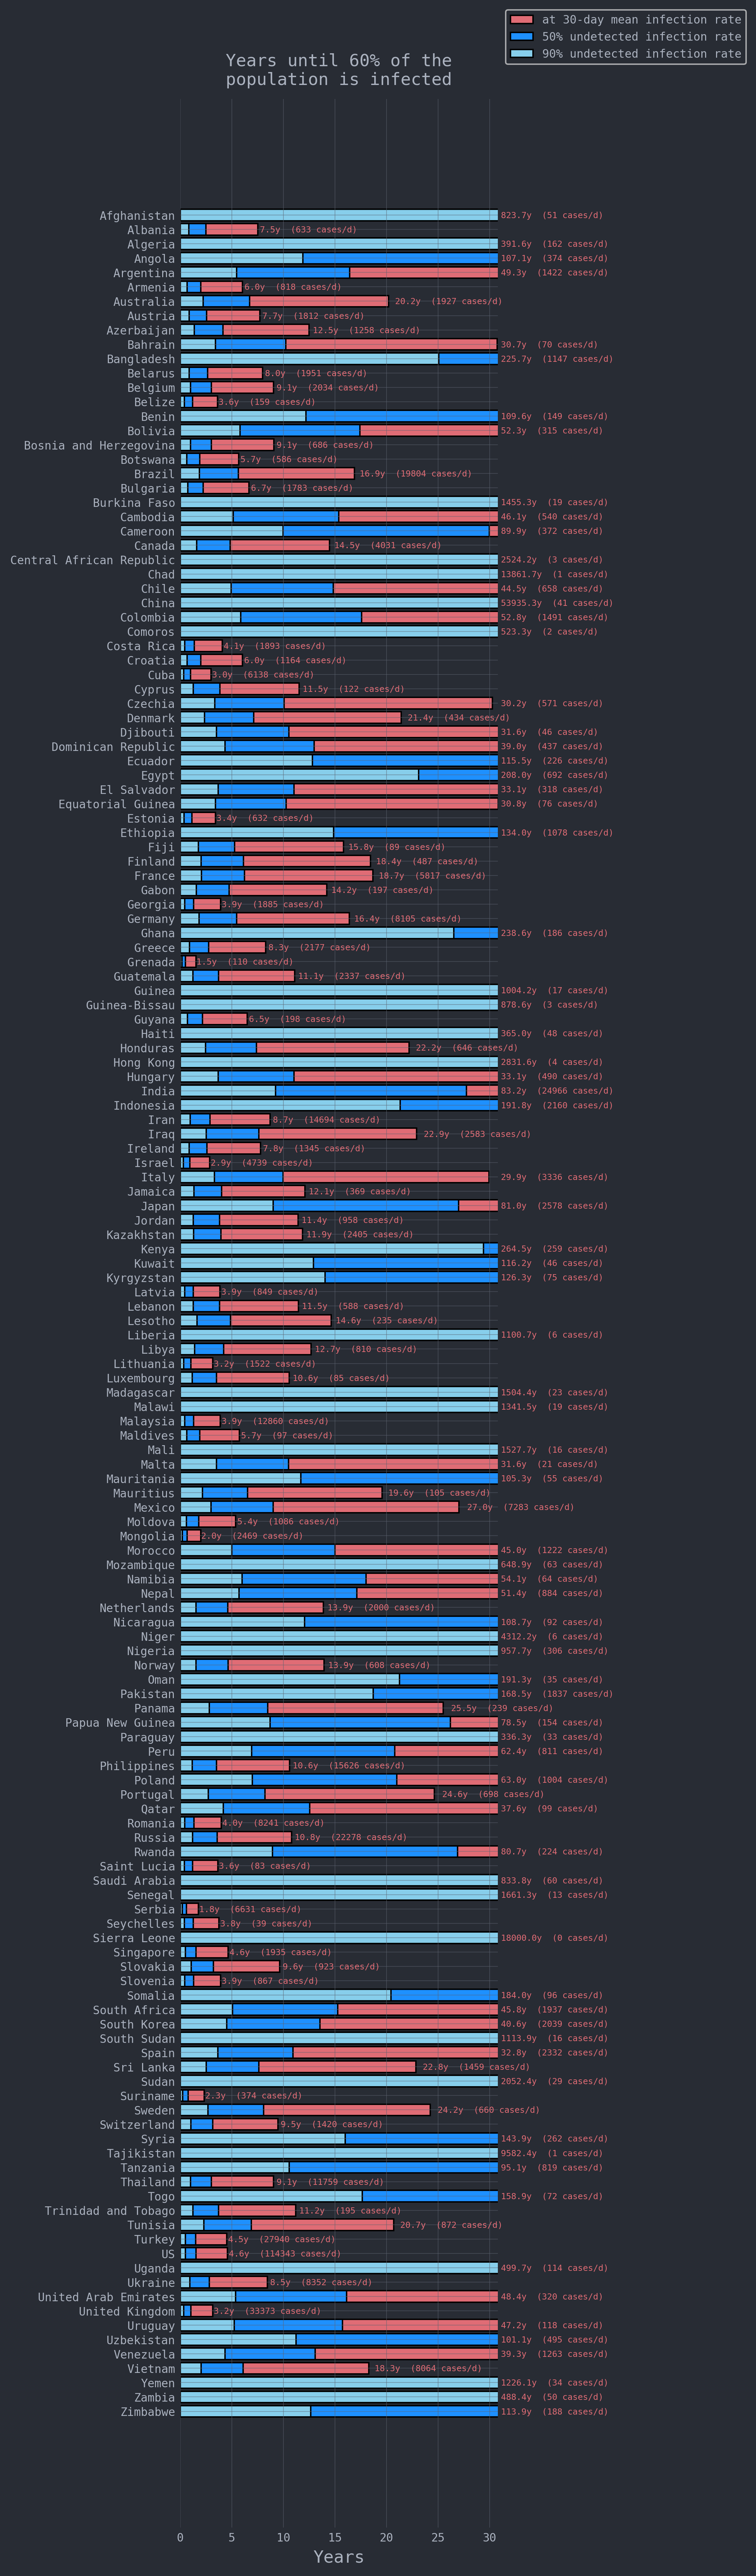 at 30-day mean infection rate
50% undetected infection rate
90% undetected infection rate
Years until 60% of the
population is infected
Afghanistan 823.7y (51 cases/d)
Albania 7.5y (633 cases/d)
Algeria 391.6y (162 cases/d)
Angola 107.1y (374 cases/d)
Argentina 49.3y (1422 cases/d)
Armenia 6.0y (818 cases/d)
Australia 20.2y (1927 cases/d)
Austria 7.7y (1812 cases/d)
Azerbaijan 12.5y (1258 cases/d)
Bahrain 30.7y (70 cases/d)
Bangladesh 225.7y (1147 cases/d)
Belarus 8.0y (1951 cases/d)
Belgium 9.1y (2034 cases/d)
Belize 3.6y (159 cases/d)
Benin 109.6y (149 cases/d)
Bolivia 52.3y (315 cases/d)
Bosnia and Herzegovina 9.1y (686 cases/d)
Botswana 5.7y (586 cases/d)
Brazil 16.9y (19804 cases/d)
Bulgaria 6.7y (1783 cases/d)
Burkina Faso 1455.3y (19 cases/d)
Cambodia 46.1y (540 cases/d)
Cameroon 89.9y (372 cases/d)
Canada 14.5y (4031 cases/d)
Central African Republic 2524.2y (3 cases/d)
Chad 13861.7y (1 cases/d)
Chile 44.5y (658 cases/d)
China 53935.3y (41 cases/d)
Colombia 52.8y (1491 cases/d)
Comoros 523.3y (2 cases/d)
Costa Rica 4.1y (1893 cases/d)
Croatia 6.0y (1164 cases/d)
Cuba 3.0y (6138 cases/d)
Cyprus 11.5y (122 cases/d)
Czechia 30.2y (571 cases/d)
Denmark 21.4y (434 cases/d)
Djibouti 31.6y (46 cases/d)
Dominican Republic 39.0y (437 cases/d)
Ecuador 115.5y (226 cases/d)
Egypt 208.0y (692 cases/d)
El Salvador 33.1y (318 cases/d)
Equatorial Guinea 30.8y (76 cases/d)
Estonia 3.4y (632 cases/d)
Ethiopia 134.0y (1078 cases/d)
Fiji 15.8y (89 cases/d)
Finland 18.4y (487 cases/d)
France 18.7y (5817 cases/d)
Gabon 14.2y (197 cases/d)
Georgia 3.9y (1885 cases/d)
Germany 16.4y (8105 cases/d)
Ghana 238.6y (186 cases/d)
Greece 8.3y (2177 cases/d)
Grenada 1.5y (110 cases/d)
Guatemala 11.1y (2337 cases/d)
Guinea 1004.2y (17 cases/d)
Guinea-Bissau 878.6y (3 cases/d)
Guyana 6.5y (198 cases/d)
Haiti 365.0y (48 cases/d)
Honduras 22.2y (646 cases/d)
Hong Kong 2831.6y (4 cases/d)
Hungary 33.1y (490 cases/d)
India 83.2y (24966 cases/d)
Indonesia 191.8y (2160 cases/d)
Iran 8.7y (14694 cases/d)
Iraq 22.9y (2583 cases/d)
Ireland 7.8y (1345 cases/d)
Israel 2.9y (4739 cases/d)
Italy 29.9y (3336 cases/d)
Jamaica 12.1y (369 cases/d)
Japan 81.0y (2578 cases/d)
Jordan 11.4y (958 cases/d)
Kazakhstan 11.9y (2405 cases/d)
Kenya 264.5y (259 cases/d)
Kuwait 116.2y (46 cases/d)
Kyrgyzstan 126.3y (75 cases/d)
Latvia 3.9y (849 cases/d)
Lebanon 11.5y (588 cases/d)
Lesotho 14.6y (235 cases/d)
Liberia 1100.7y (6 cases/d)
Libya 12.7y (810 cases/d)
Lithuania 3.2y (1522 cases/d)
Luxembourg 10.6y (85 cases/d)
Madagascar 1504.4y (23 cases/d)
Malawi 1341.5y (19 cases/d)
Malaysia 3.9y (12860 cases/d)
Maldives 5.7y (97 cases/d)
Mali 1527.7y (16 cases/d)
Malta 31.6y (21 cases/d)
Mauritania 105.3y (55 cases/d)
Mauritius 19.6y (105 cases/d)
Mexico 27.0y (7283 cases/d)
Moldova 5.4y (1086 cases/d)
Mongolia 2.0y (2469 cases/d)
Morocco 45.0y (1222 cases/d)
Mozambique 648.9y (63 cases/d)
Namibia 54.1y (64 cases/d)
Nepal 51.4y (884 cases/d)
Netherlands 13.9y (2000 cases/d)
Nicaragua 108.7y (92 cases/d)
Niger 4312.2y (6 cases/d)
Nigeria 957.7y (306 cases/d)
Norway 13.9y (608 cases/d)
Oman 191.3y (35 cases/d)
Pakistan 168.5y (1837 cases/d)
Panama 25.5y (239 cases/d)
Papua New Guinea 78.5y (154 cases/d)
Paraguay 336.3y (33 cases/d)
Peru 62.4y (811 cases/d)
Philippines 10.6y (15626 cases/d)
Poland 63.0y (1004 cases/d)
Portugal 24.6y (698 cases/d)
Qatar 37.6y (99 cases/d)
Romania 4.0y (8241 cases/d)
Russia 10.8y (22278 cases/d)
Rwanda 80.7y (224 cases/d)
Saint Lucia 3.6y (83 cases/d)
Saudi Arabia 833.8y (60 cases/d)
Senegal 1661.3y (13 cases/d)
Serbia 1.8y (6631 cases/d)
Seychelles 3.8y (39 cases/d)
Sierra Leone 18000.0y (0 cases/d)
Singapore 4.6y (1935 cases/d)
Slovakia 9.6y (923 cases/d)
Slovenia 3.9y (867 cases/d)
Somalia 184.0y (96 cases/d)
South Africa 45.8y (1937 cases/d)
South Korea 40.6y (2039 cases/d)
South Sudan 1113.9y (16 cases/d)
Spain 32.8y (2332 cases/d)
Sri Lanka 22.8y (1459 cases/d)
Sudan 2052.4y (29 cases/d)
Suriname 2.3y (374 cases/d)
Sweden 24.2y (660 cases/d)
Switzerland 9.5y (1420 cases/d)
Syria 143.9y (262 cases/d)
Tajikistan 9582.4y (1 cases/d)
Tanzania 95.1y (819 cases/d)
Thailand 9.1y (11759 cases/d)
Togo 158.9y (72 cases/d)
Trinidad and Tobago 11.2y (195 cases/d)
Tunisia 20.7y (872 cases/d)
Turkey 4.5y (27940 cases/d)
US 4.6y (114343 cases/d)
Uganda 499.7y (114 cases/d)
Ukraine 8.5y (8352 cases/d)
United Arab Emirates 48.4y (320 cases/d)
United Kingdom 3.2y (33373 cases/d)
Uruguay 47.2y (118 cases/d)
Uzbekistan 101.1y (495 cases/d)
Venezuela 39.3y (1263 cases/d)
Vietnam 18.3y (8064 cases/d)
Yemen 1226.1y (34 cases/d)
Zambia 488.4y (50 cases/d)
Zimbabwe 113.9y (188 cases/d)
0 5 10 15 20 25 30
Years